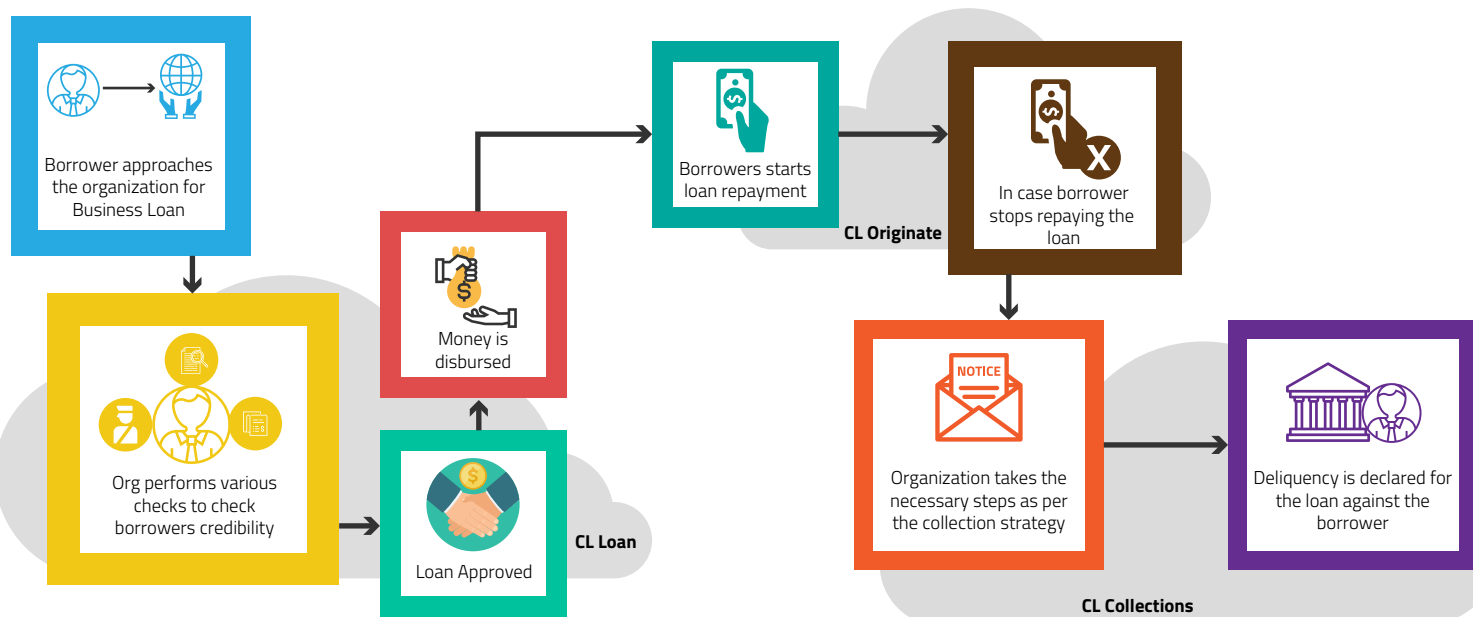 Borrower approaches
the organization for
Business Loan
Org performs various
checks to check
borrowers credibility
Loan Approved
CL Loan
Money is
disbursed
Borrowers starts
loan repayment
CL Originate
X
In case borrower
stops repaying the
loan
NOTICE
Organization takes the
necessary steps as per
the collection strategy
Deliquency is declared for
the loan against the
borrower
CL Collections